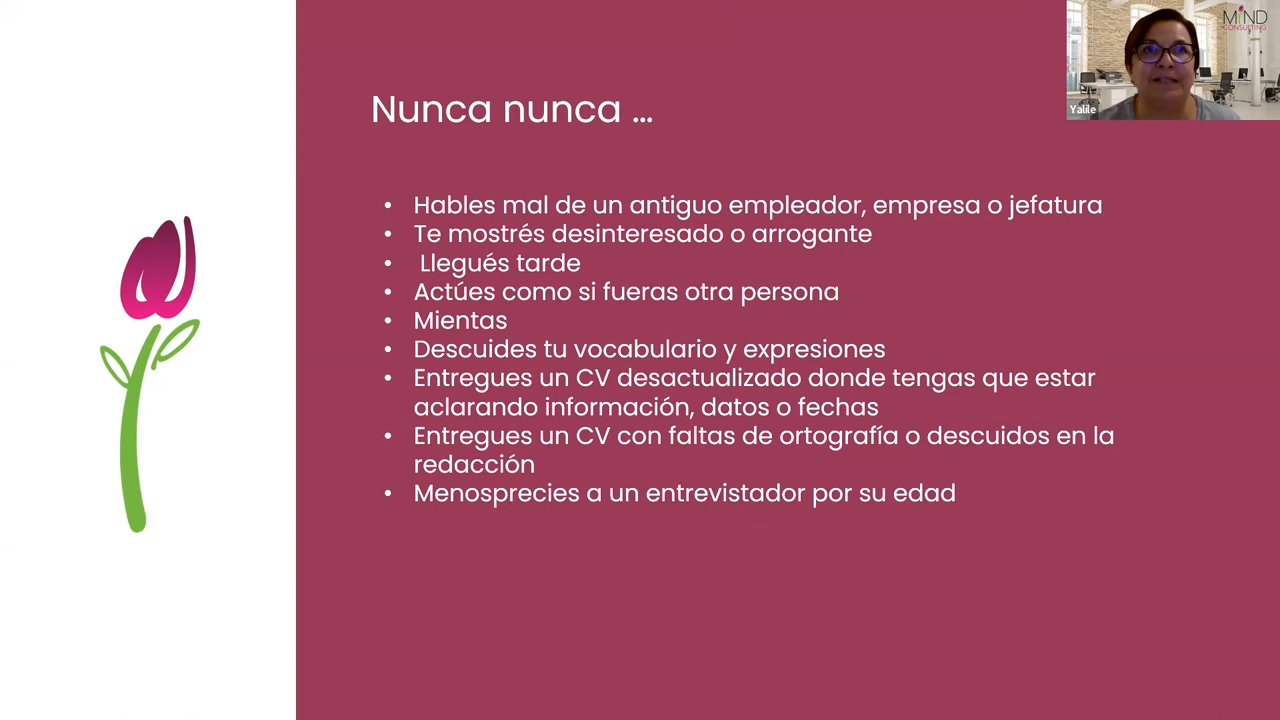 MiND
CONSULTING
Yalile
Nunca nunca ...
• Hables mal de un antiguo empleador, empresa o jefatura
• Te mostrés desinteresado o arrogante
• Llegués tarde
• Actúes como si fueras otra persona
• Mientas
• Descuides tu vocabulario y expresiones
• Entregues un CV desactualizado donde tengas que estar
aclarando información, datos o fechas
• Entregues un CV con faltas de ortografía o descuidos en la
redacción
• Menosprecies a un entrevistador por su edad